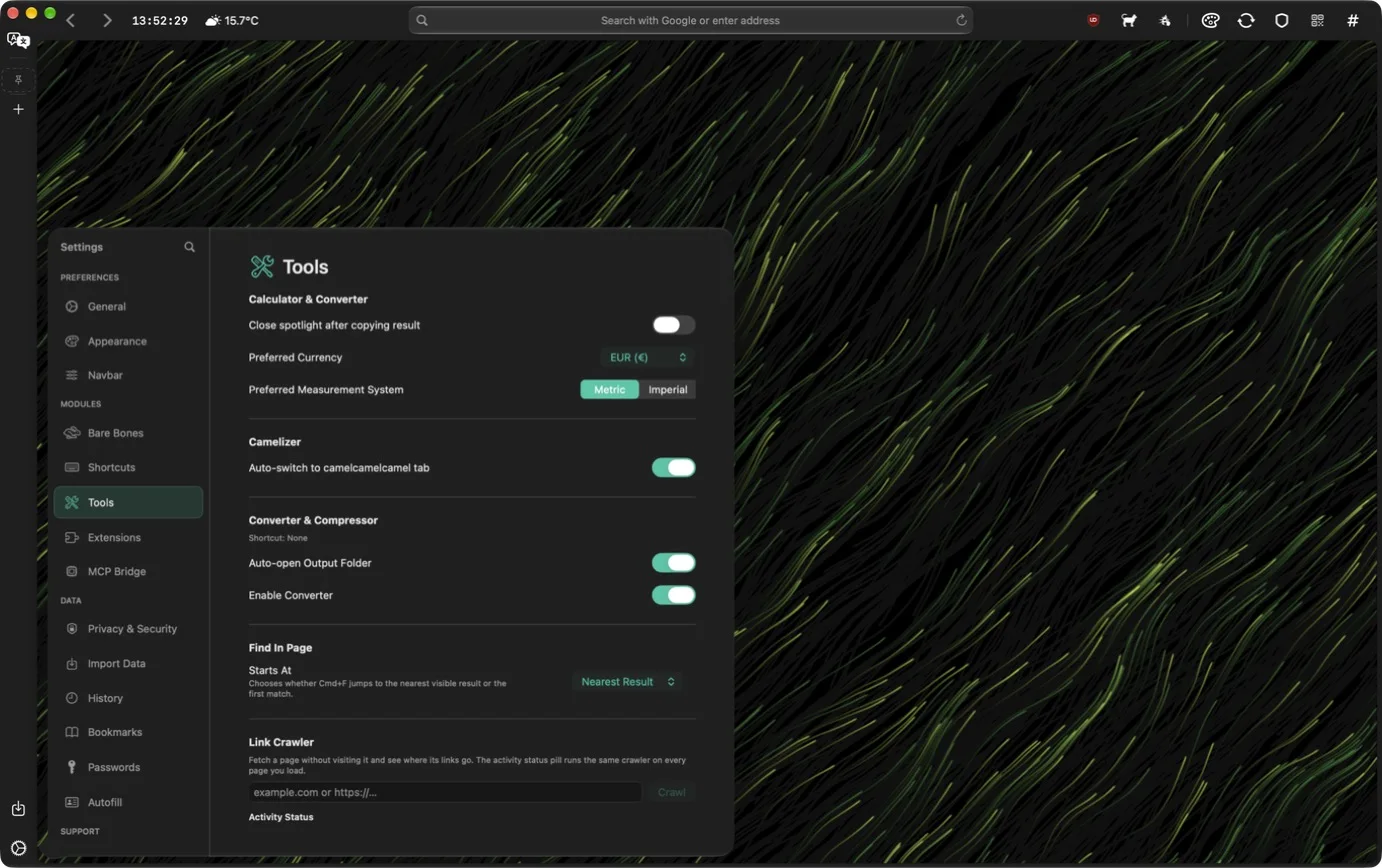 13:52:29
15.7°C
Search with Google or enter address
Settings
PREFERENCES
General
Appearance
Navbar
MODULES
Bare Bones
Shortcuts
Tools
Extensions
MCP Bridge
DATA
Privacy & Security
Import Data
History
Bookmarks
Passwords
Autofill
SUPPORT
Tools
Calculator & Converter
Close spotlight after copying result
Preferred Currency
EUR (€)
Preferred Measurement System
Metric
Imperial
Camelizer
Auto-switch to camelcamelcamel tab
Converter & Compressor
Shortcut: None
Auto-open Output Folder
Enable Converter
Find In Page
Starts At
Chooses whether Cmd+F jumps to the nearest visible result or the
first match.
Nearest Result
Link Crawler
Fetch a page without visiting it and see where its links go. The activity status pill runs the same crawler on every
page you load.
example.com or https://...
Crawl
Activity Status